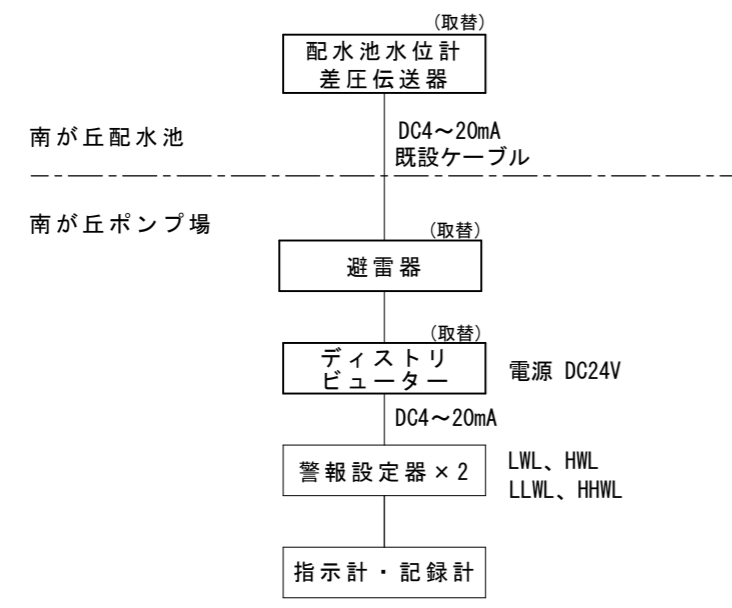 （取替）
配水池水位計
差圧伝送器
南が丘配水池
DC4～20mA
既設ケーブル
南が丘ポンプ場
（取替）
避雷器
（取替）
ディストリ
ビューター
電源 DC24V
DC4～20mA
警報設定器×2
LWL、HWL
LLWL、HHWL
指示計・記録計